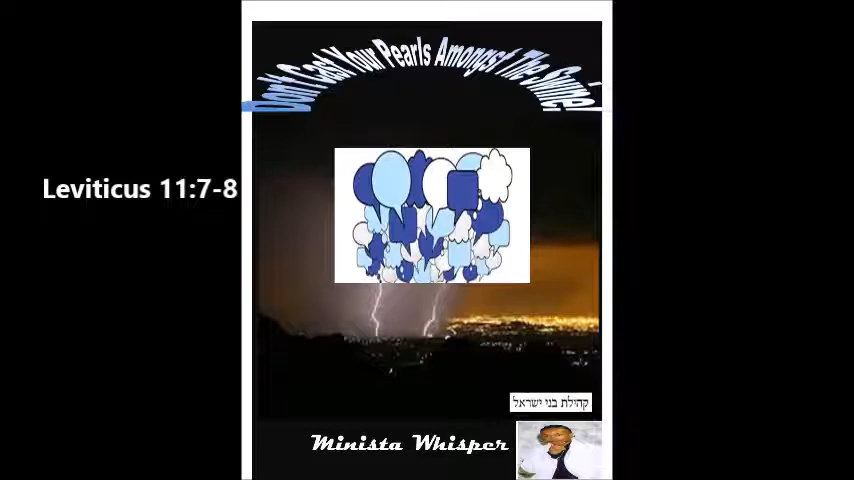 Don't Cast Your Pearls Amongst The Swine!
Leviticus 11:7-8
קהילת בני ישראל
Minista Whisper